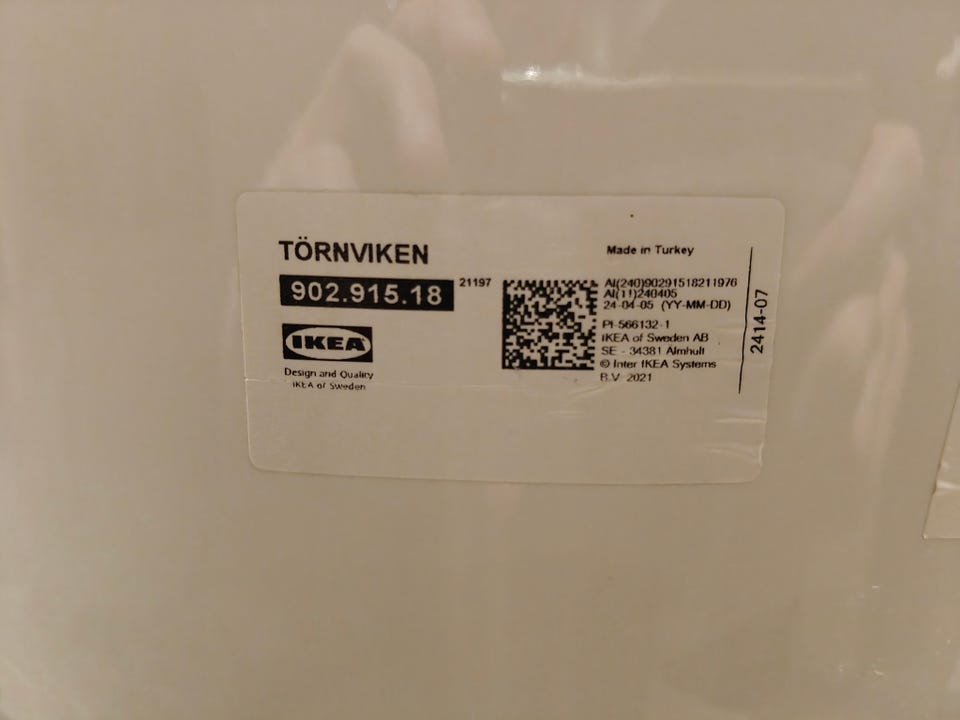 TÖRNVIKEN
902.915.18
21197
IKEA
Design and Quality
IKEA of Sweden
Made in Turkey
AI(240)90291518211976
AI(11)240405
24-04-05 (YY-MM-DD)
PI-566132-1
IKEA of Sweden AB
SE - 34381 Älmhult
© Inter IKEA Systems
B.V. 2021
2414-07